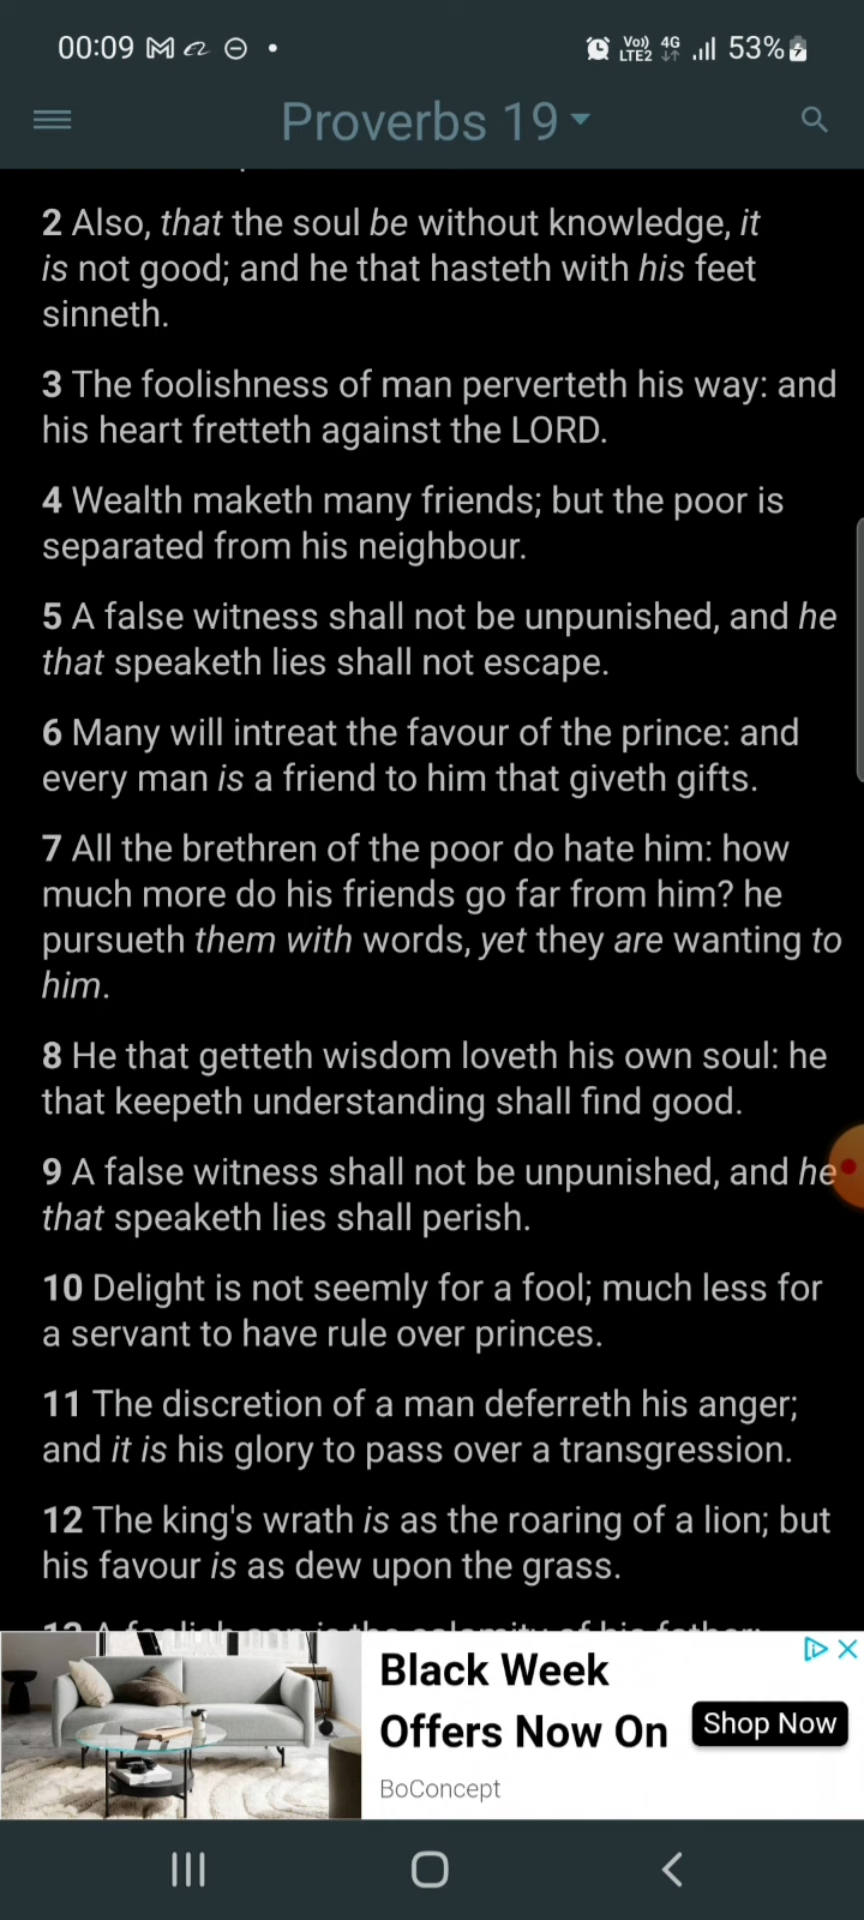 00:09
Vo)) LTE2 4G 53%
Proverbs 19
2 Also, that the soul be without knowledge, it
is not good; and he that hasteth with his feet
sinneth.
3 The foolishness of man perverteth his way: and
his heart fretteth against the LORD.
4 Wealth maketh many friends; but the poor is
separated from his neighbour.
5 A false witness shall not be unpunished, and he
that speaketh lies shall not escape.
6 Many will intreat the favour of the prince: and
every man is a friend to him that giveth gifts.
7 All the brethren of the poor do hate him: how
much more do his friends go far from him? he
pursueth them with words, yet they are wanting to
him.
8 He that getteth wisdom loveth his own soul: he
that keepeth understanding shall find good.
9 A false witness shall not be unpunished, and he
that speaketh lies shall perish.
10 Delight is not seemly for a fool; much less for
a servant to have rule over princes.
11 The discretion of a man deferreth his anger;
and it is his glory to pass over a transgression.
12 The king's wrath is as the roaring of a lion; but
his favour is as dew upon the grass.
13 A foolish son is the calamity of his father:
Black Week
Offers Now On
Shop Now
BoConcept